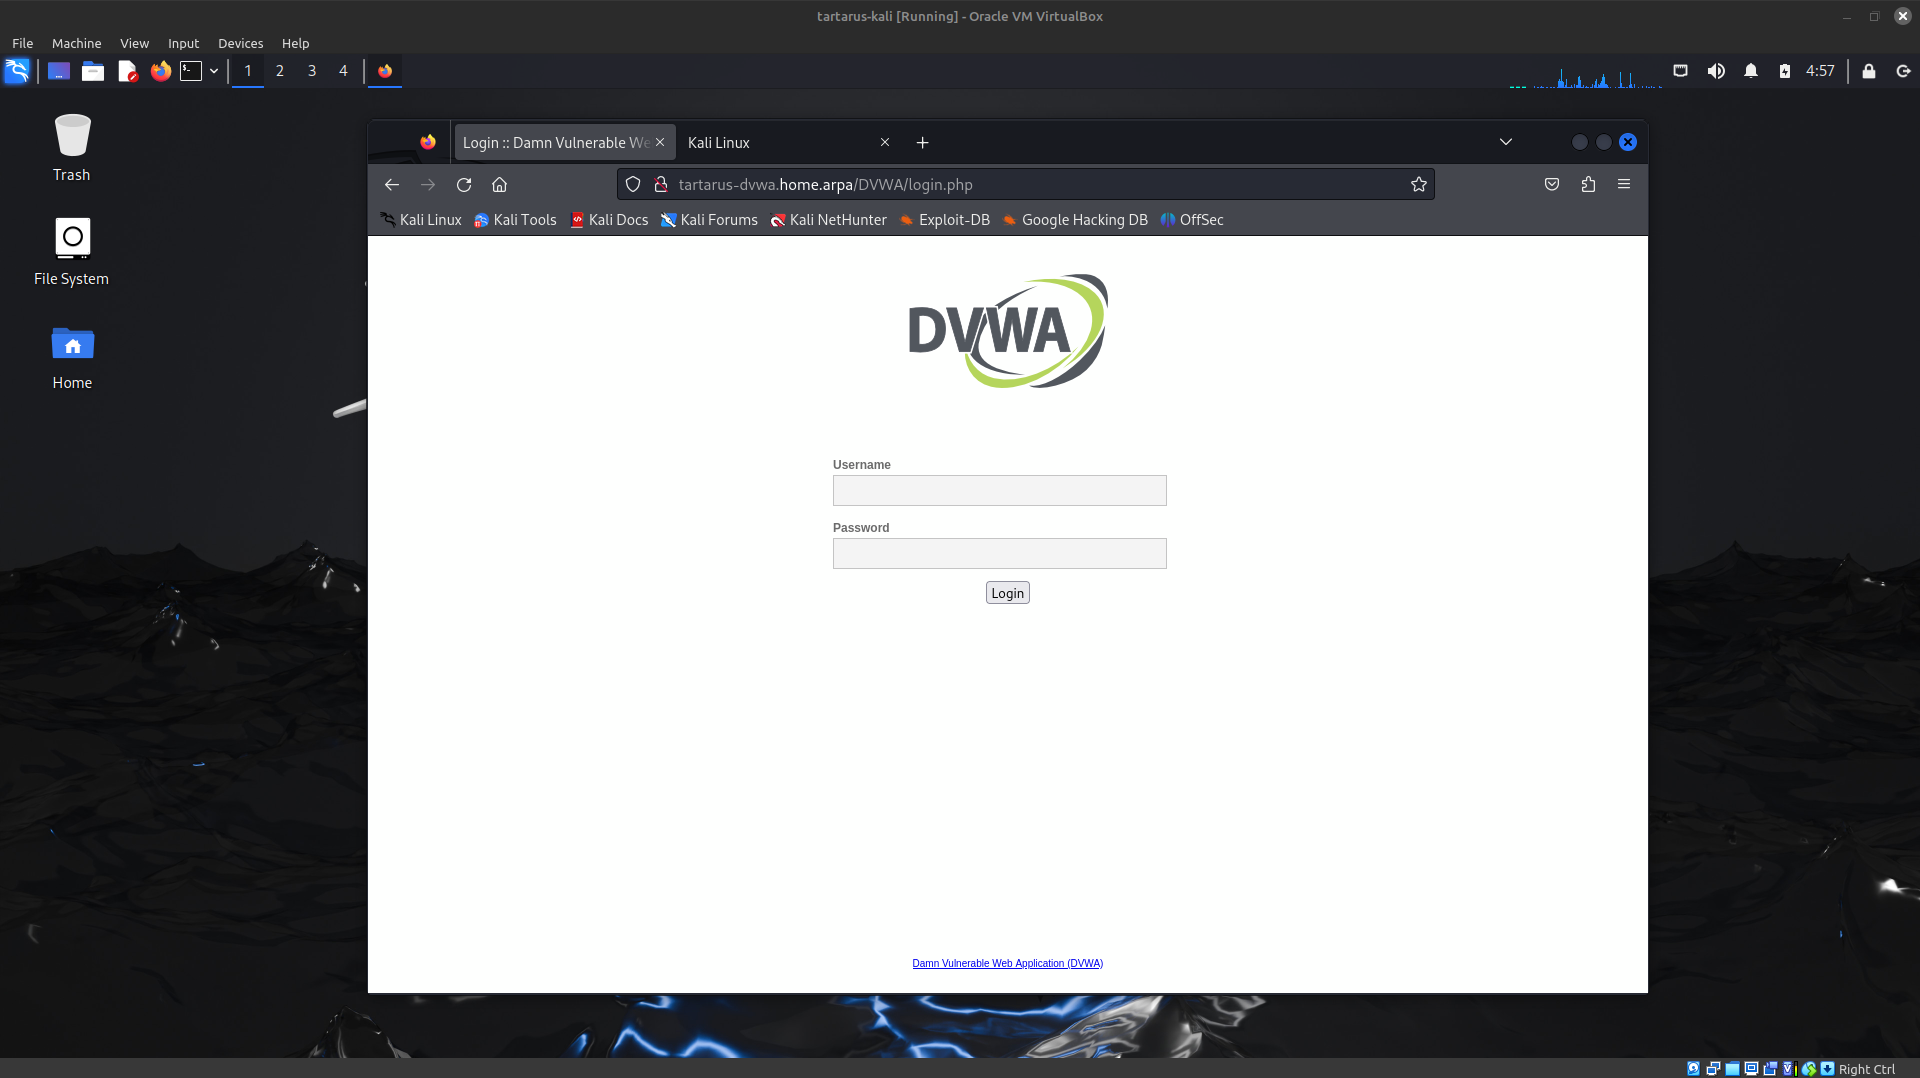 tartarus-kali [Running] - Oracle VM VirtualBox
File Machine View Input Devices Help
1 2 3 4 4:57
Trash
File System
Home
Login :: Damn Vulnerable We Kali Linux
tartarus-dvwa.home.arpa/DVWA/login.php
Kali Linux Kali Tools Kali Docs Kali Forums Kali NetHunter Exploit-DB Google Hacking DB OffSec
DVWA
Username
Password
Login
Damn Vulnerable Web Application (DVWA)
Right Ctrl